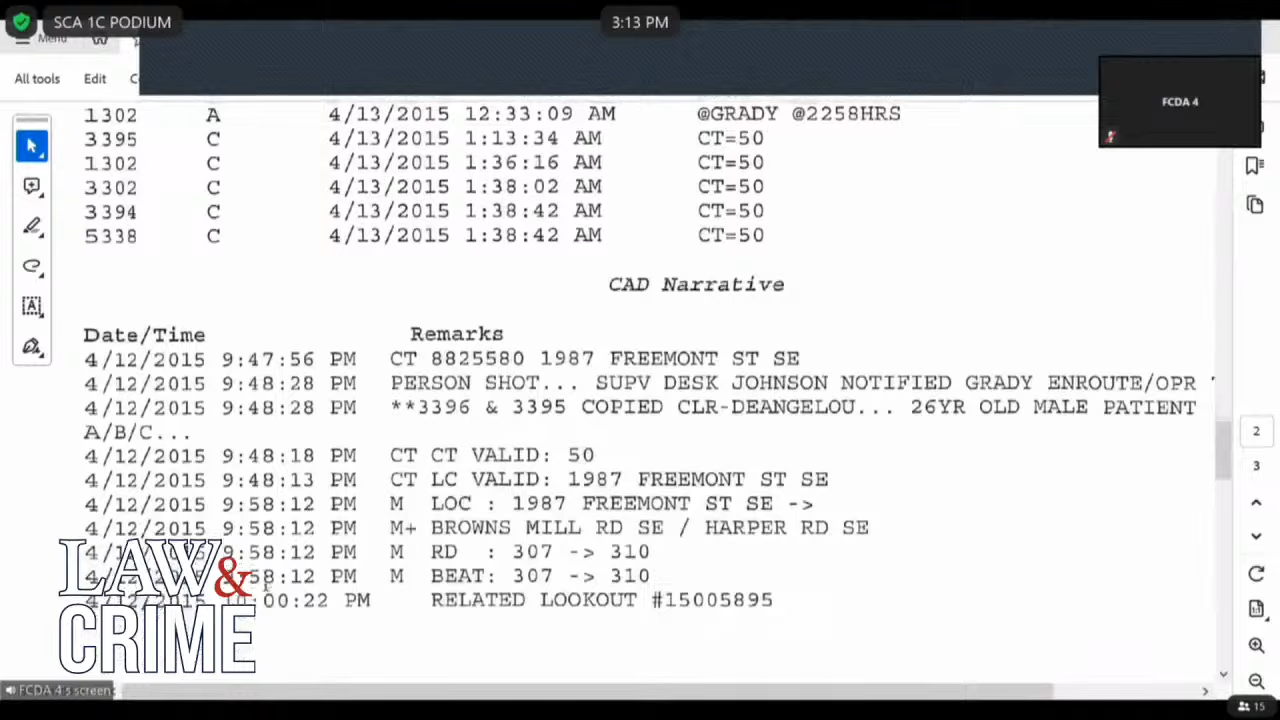 SCA 1C PODIUM
3:13 PM
Menu
All tools Edit
FCDA 4
1302 A 4/13/2015 12:33:09 AM @GRADY @2258HRS
3395 C 4/13/2015 1:13:34 AM CT=50
1302 C 4/13/2015 1:36:16 AM CT=50
3302 C 4/13/2015 1:38:02 AM CT=50
3394 C 4/13/2015 1:38:42 AM CT=50
5338 C 4/13/2015 1:38:42 AM CT=50
CAD Narrative
Date/Time Remarks
4/12/2015 9:47:56 PM CT 8825580 1987 FREEMONT ST SE
4/12/2015 9:48:28 PM PERSON SHOT... SUPV DESK JOHNSON NOTIFIED GRADY ENROUTE/OPR
4/12/2015 9:48:28 PM **3396 & 3395 COPIED CLR-DEANGELOU... 26YR OLD MALE PATIENT
A/B/C...
4/12/2015 9:48:18 PM CT CT VALID: 50
4/12/2015 9:48:13 PM CT LC VALID: 1987 FREEMONT ST SE
4/12/2015 9:58:12 PM M LOC : 1987 FREEMONT ST SE ->
4/12/2015 9:58:12 PM M+ BROWNS MILL RD SE / HARPER RD SE
9:58:12 PM M RD : 307 -> 310
:58:12 PM M BEAT: 307 -> 310
4/12/2015 10:00:22 PM RELATED LOOKOUT #15005895
LAW&
CRIME
FCDA 4's screen
2
3
15